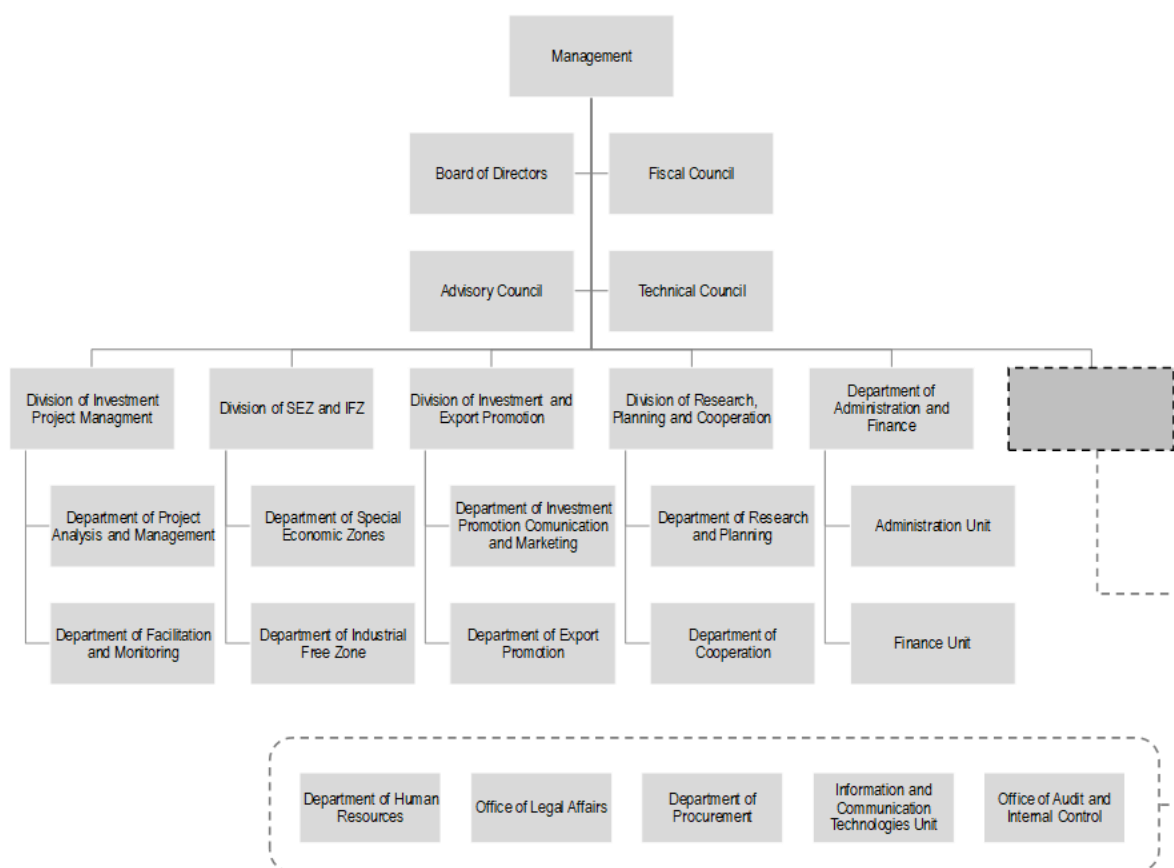 Management
Board of Directors
Fiscal Council
Advisory Council
Technical Council
Division of Investment
Project Managment
Division of SEZ and IFZ
Division of Investment and
Export Promotion
Division of Research,
Planning and Cooperation
Department of
Administration and
Finance
Department of Project
Analysis and Management
Department of Special
Economic Zones
Department of Investment
Promotion Comunication
and Marketing
Department of Research
and Planning
Administration Unit
Department of Facilitation
and Monitoring
Department of Industrial
Free Zone
Department of Export
Promotion
Department of
Cooperation
Finance Unit
Department of Human
Resources
Office of Legal Affairs
Department of
Procurement
Information and
Communication
Technologies Unit
Office of Audit and
Internal Control